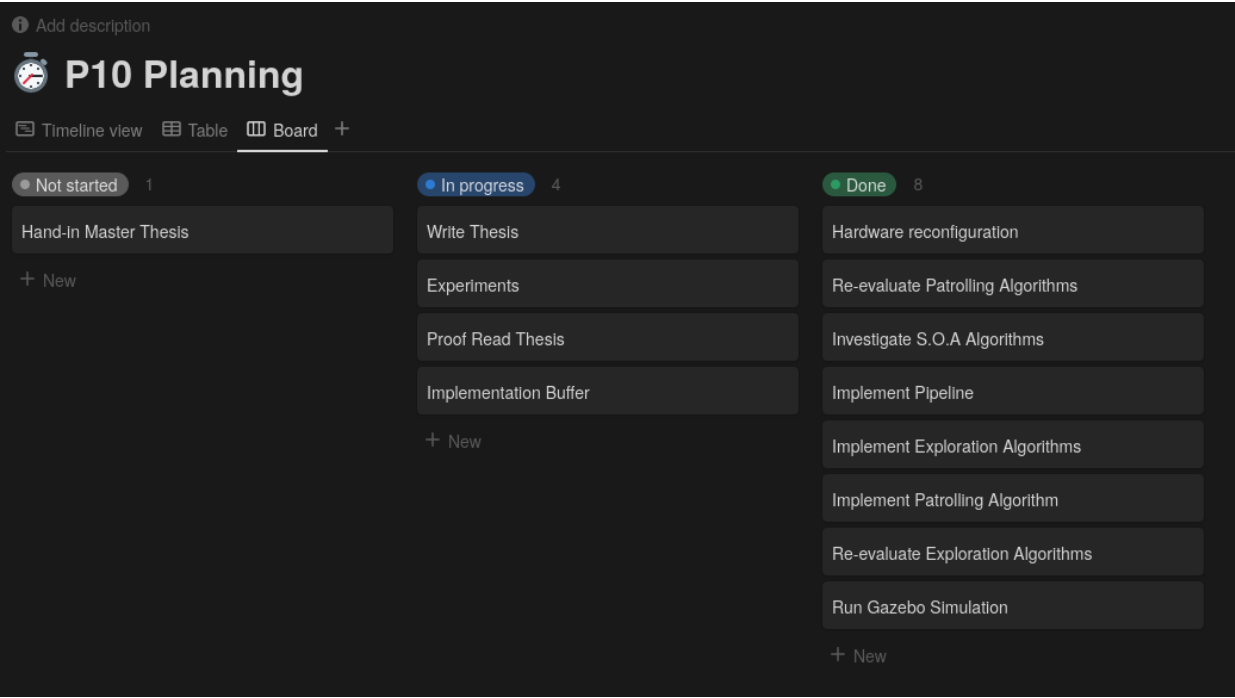 Add description
P10 Planning
Timeline view Table Board +
Not started 1
Hand-in Master Thesis
+ New
In progress 4
Write Thesis
Experiments
Proof Read Thesis
Implementation Buffer
+ New
Done 8
Hardware reconfiguration
Re-evaluate Patrolling Algorithms
Investigate S.O.A Algorithms
Implement Pipeline
Implement Exploration Algorithms
Implement Patrolling Algorithm
Re-evaluate Exploration Algorithms
Run Gazebo Simulation
+ New